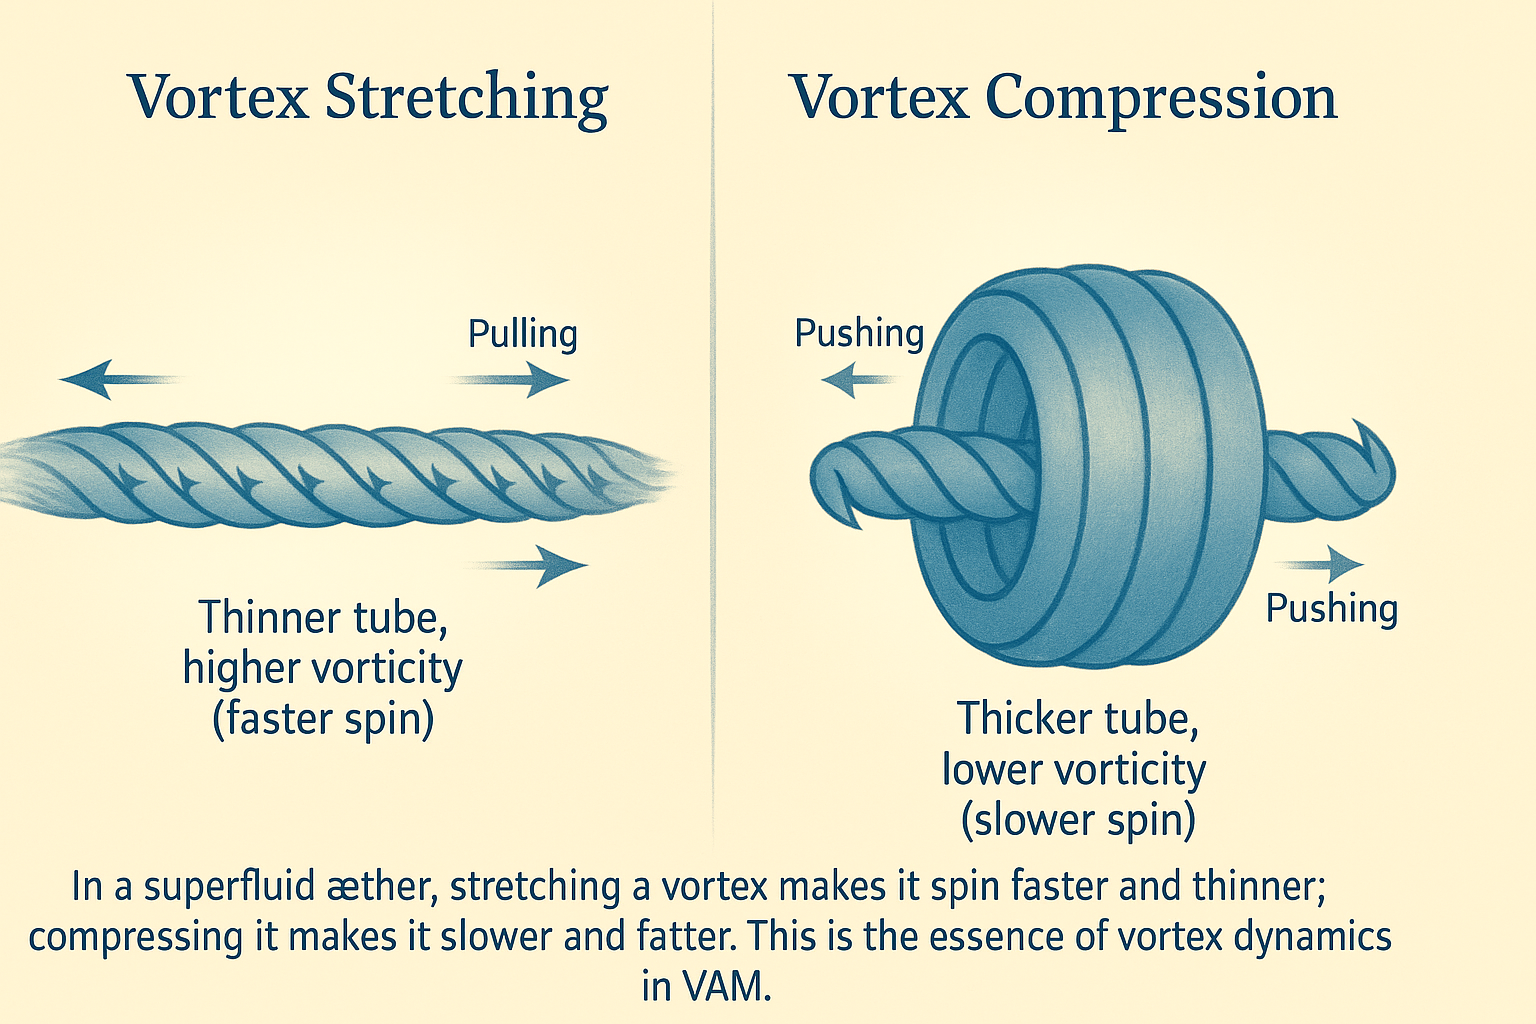 Vortex Stretching
Pulling
Thinner tube,
higher vorticity
(faster spin)
Vortex Compression
Pushing
Pushing
Thicker tube,
lower vorticity
(slower spin)
In a superfluid æther, stretching a vortex makes it spin faster and thinner;
compressing it makes it slower and fatter. This is the essence of vortex dynamics
in VAM.